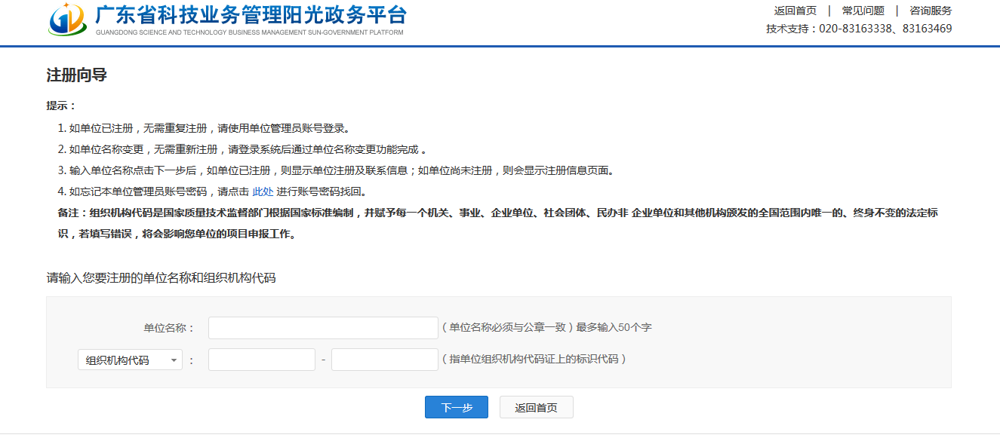 广东省科技业务管理阳光政务平台
GUANGDONG SCIENCE AND TECHNOLOGY BUSINESS MANAGEMENT SUN-GOVERNMENT PLATFORM
返回首页 | 常见问题 | 咨询服务
技术支持：020-83163338、83163469
注册向导
提示：
1. 如单位已注册，无需重复注册，请使用单位管理员账号登录。
2. 如单位名称变更，无需重新注册，请登录系统后通过单位名称变更功能完成 。
3. 输入单位名称点击下一步后，如单位已注册，则显示单位注册及联系信息；如单位尚未注册，则会显示注册信息页面。
4. 如忘记本单位管理员账号密码，请点击 此处 进行账号密码找回。
备注：组织机构代码是国家质量技术监督部门根据国家标准编制，并赋予每一个机关、事业、企业单位、社会团体、民办非 企业单位和其他机构颁发的全国范围内唯一的、终身不变的法定标
识，若填写错误，将会影响您单位的项目申报工作。
请输入您要注册的单位名称和组织机构代码
单位名称： （单位名称必须与公章一致）最多输入50个字
组织机构代码 ： - （指单位组织机构代码证上的标识代码）
下一步 返回首页